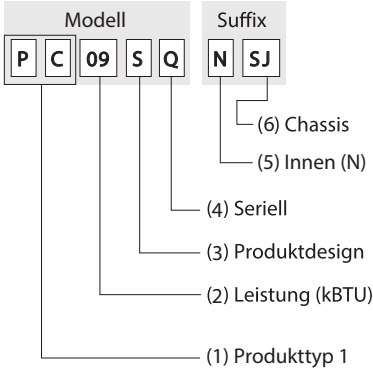 Modell Suffix
P C 09 S Q N SJ
(6) Chassis
(5) Innen (N)
(4) Seriell
(3) Produktdesign
(2) Leistung (kBTU)
(1) Produkttyp 1